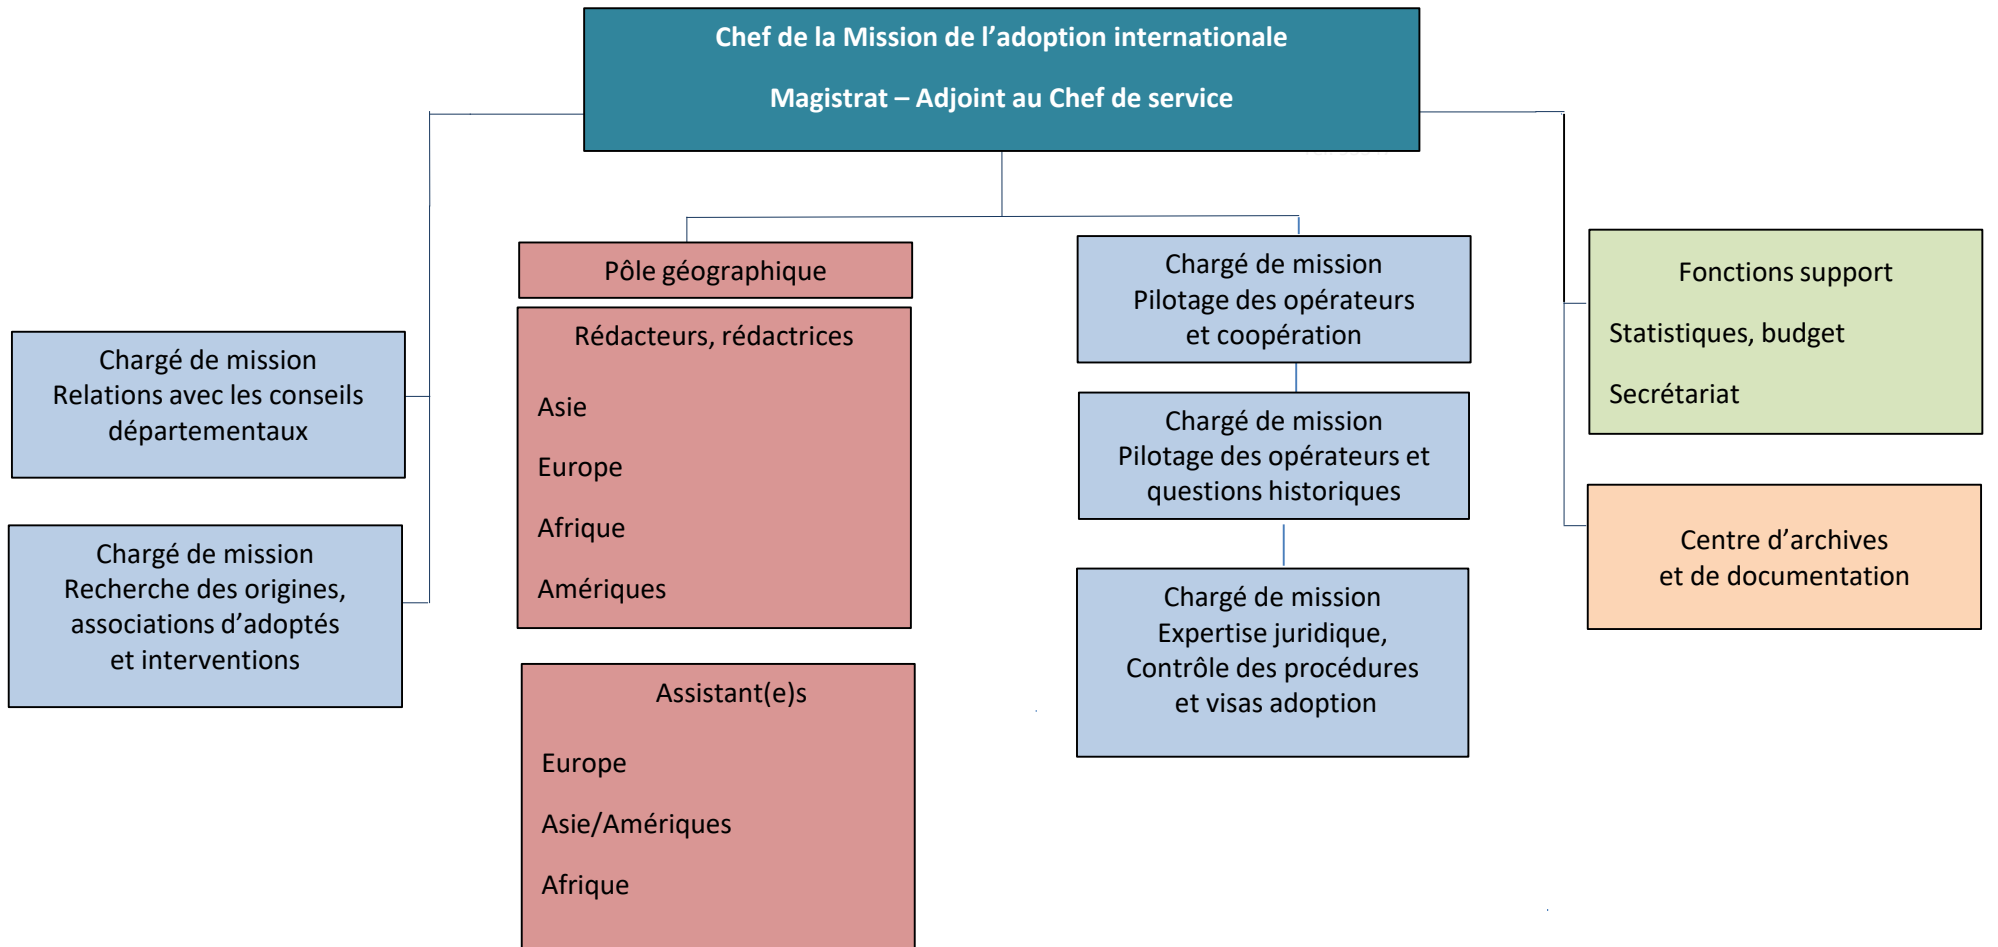 Chef de la Mission de l’adoption internationale
Magistrat – Adjoint au Chef de service
Chargé de mission
Relations avec les conseils
départementaux
Chargé de mission
Recherche des origines,
associations d’adoptés
et interventions
Pôle géographique
Rédacteurs, rédactrices
Asie
Europe
Afrique
Amériques
Assistant(e)s
Europe
Asie/Amériques
Afrique
Chargé de mission
Pilotage des opérateurs
et coopération
Chargé de mission
Pilotage des opérateurs et
questions historiques
Chargé de mission
Expertise juridique,
Contrôle des procédures
et visas adoption
Fonctions support
Statistiques, budget
Secrétariat
Centre d’archives
et de documentation